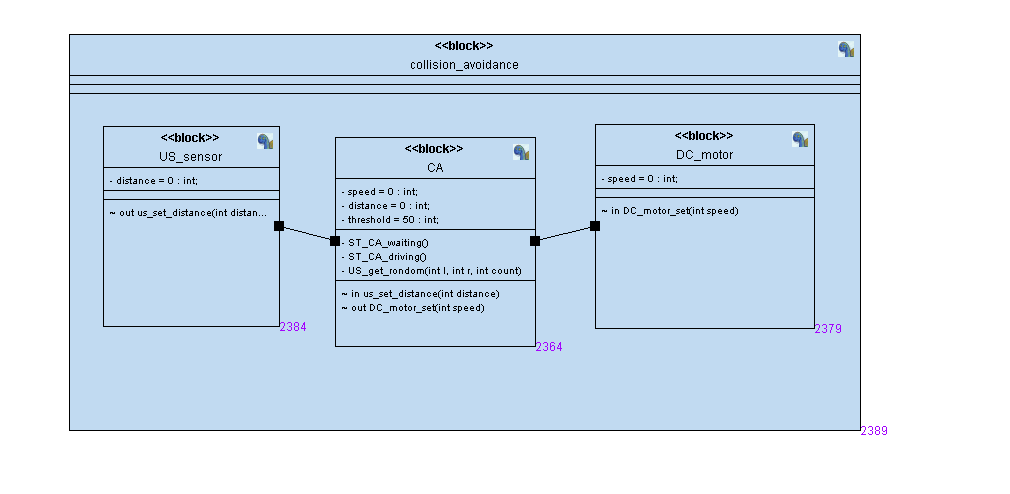 <<block>>
collision_avoidance
<<block>>
US_sensor
- distance = 0 : int;
~ out us_set_distance(int distan...
2384
<<block>>
CA
- speed = 0 : int;
- distance = 0 : int;
- threshold = 50 : int;
- ST_CA_waiting()
- ST_CA_driving()
- US_get_rondom(int l, int r, int count)
~ in us_set_distance(int distance)
~ out DC_motor_set(int speed)
2364
<<block>>
DC_motor
- speed = 0 : int;
~ in DC_motor_set(int speed)
2379
2389